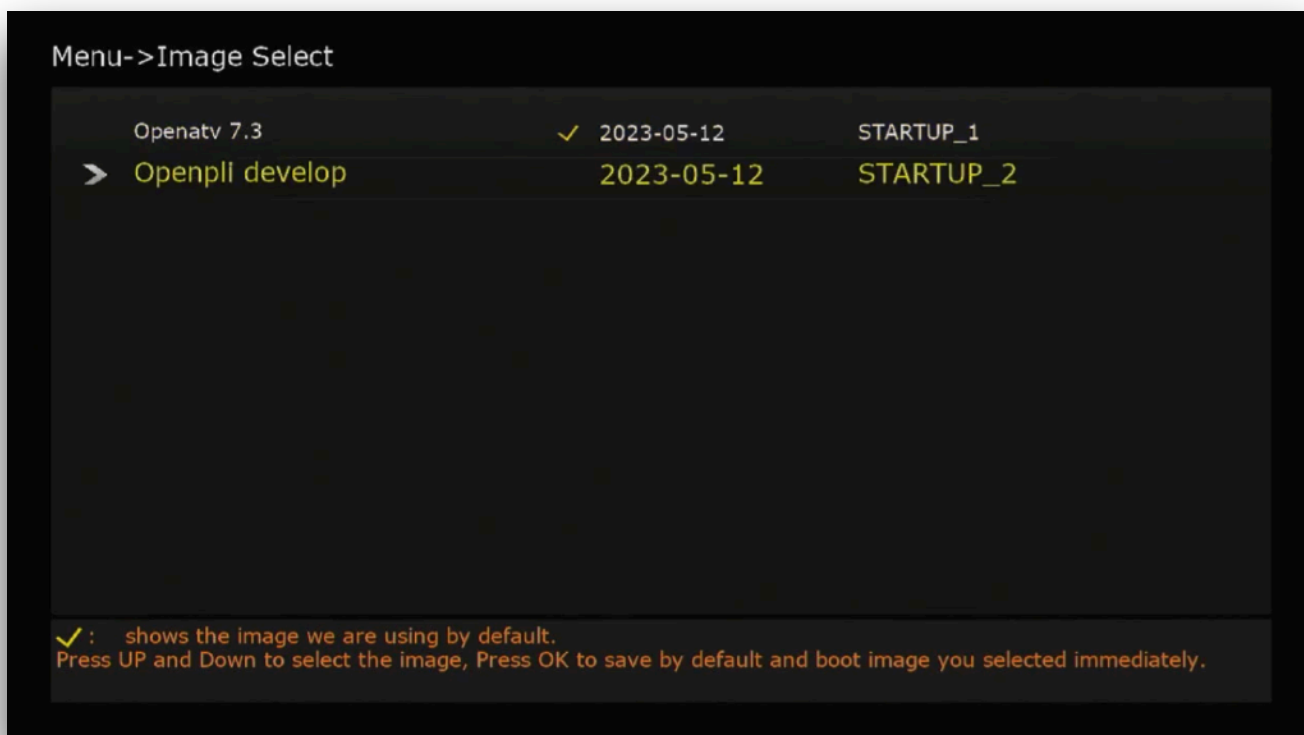 Menu->Image Select
Openatv 7.3 ✓ 2023-05-12 STARTUP_1
Openpli develop 2023-05-12 STARTUP_2
✓ : shows the image we are using by default.
Press UP and Down to select the image, Press OK to save by default and boot image you selected immediately.